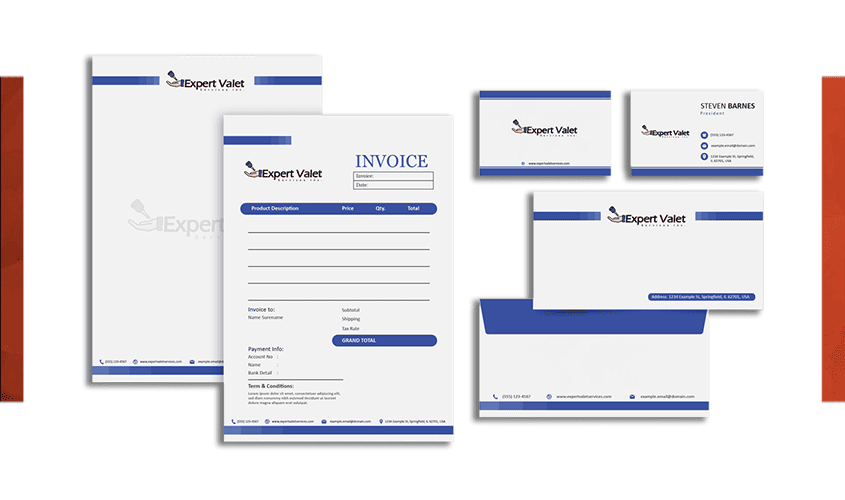 Expert Valet
Services Inc.
Expert
(555) 123-4567
www.expertvaletservices.com
example.email@domain.com
Expert Valet
Services Inc.
INVOICE
Invoice:
Date:
Product Description Price Qty. Total
Invoice to:
Name Surename
Subtotal
Shipping
Tax Rate
GRAND TOTAL
Payment Info:
Account No :
Name :
Bank Detail :
Term & Conditions:
Lorem ipsum dolor sit amet, consectetuer adipiscing
elit, sed diam nonummy nibh euismod tincidunt ut laoreet
dolore magna aliquam erat volutpat.
(555) 123-4567
www.expertvaletservices.com
example.email@domain.com
1234 Example St, Springfield, IL 62701, USA
Expert Valet
Services Inc.
www.expertvaletservices.com
STEVEN BARNES
President
Expert Valet
Services Inc.
(555) 123-4567
example.email@domain.com
1234 Example St, Springfield,
IL 62701, USA
Expert Valet
Services Inc.
Address: 1234 Example St, Springfield, IL 62701, USA
(555) 123-4567
www.expertvaletservices.com
example.email@domain.com